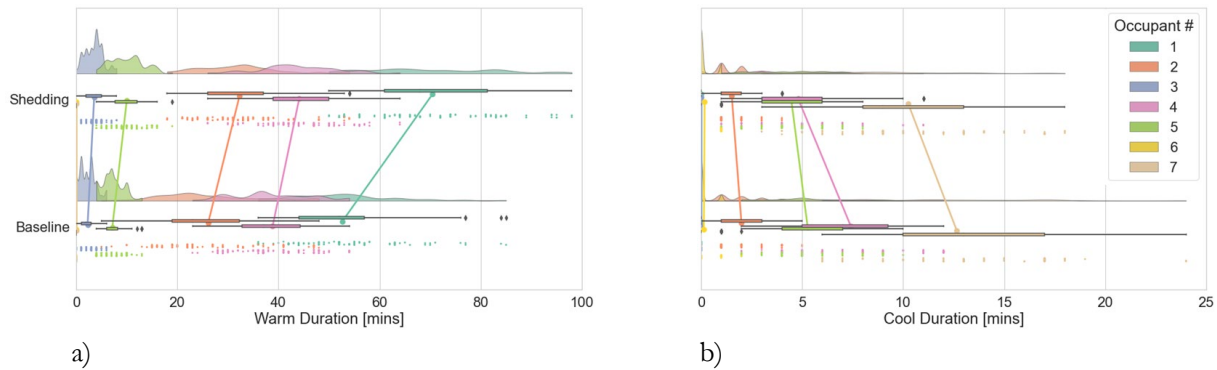 Shedding
Baseline
0 20 40 60 80 100
Warm Duration [mins]
a)
Occupant #
1
2
3
4
5
6
7
0 5 10 15 20 25
Cool Duration [mins]
b)